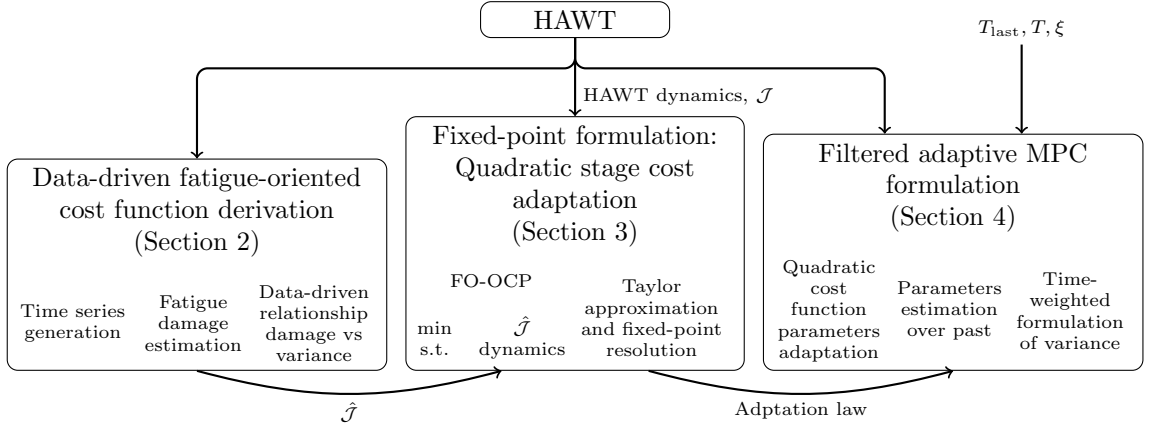 HAWT
T_last, T, ξ
HAWT dynamics, 𝒥
Data-driven fatigue-oriented
cost function derivation
(Section 2)
Time series
generation
Fatigue
damage
estimation
Data-driven
relationship
damage vs
variance
Fixed-point formulation:
Quadratic stage cost
adaptation
(Section 3)
FO-OCP
min 𝒥̂
s.t. dynamics
Taylor
approximation
and fixed-point
resolution
Filtered adaptive MPC
formulation
(Section 4)
Quadratic
cost
function
parameters
adaptation
Parameters
estimation
over past
Time-
weighted
formulation
of variance
𝒥̂
Adptation law